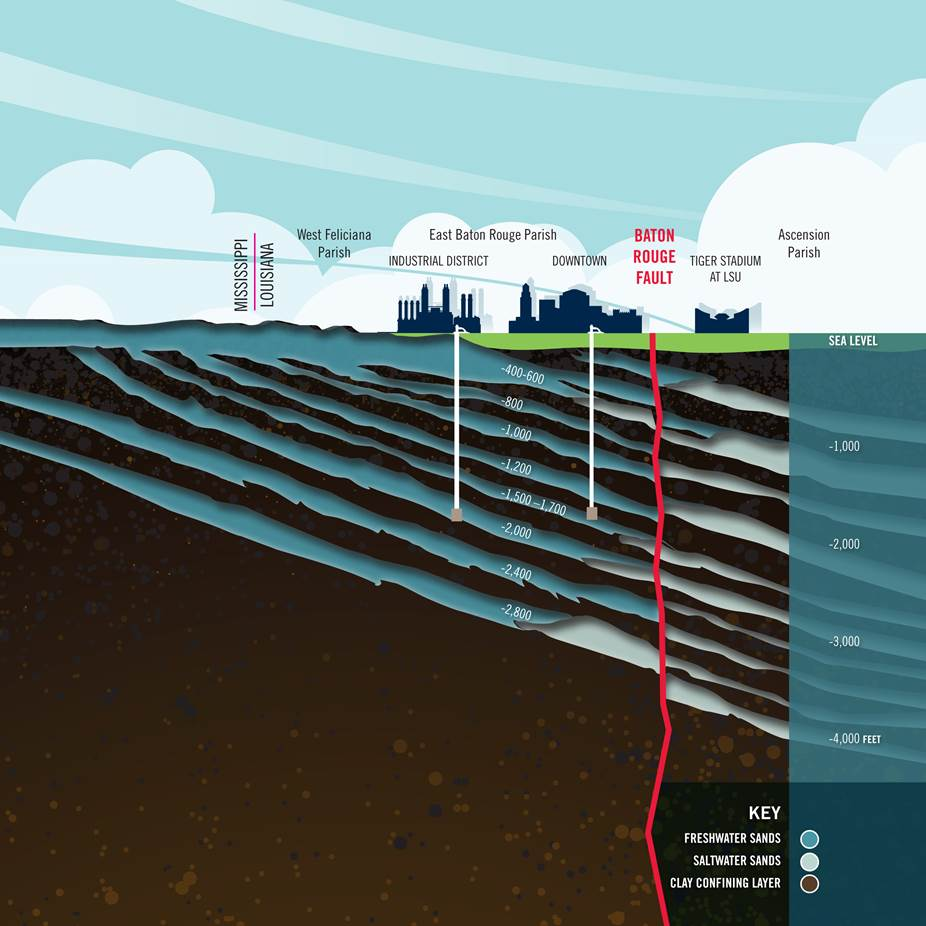 MISSISSIPPI
LOUISIANA
West Feliciana
Parish
East Baton Rouge Parish
INDUSTRIAL DISTRICT
DOWNTOWN
BATON
ROUGE
FAULT
TIGER STADIUM
AT LSU
Ascension
Parish
SEA LEVEL
-400-600
-800
-1,000
-1,200
-1,500 –1,700
-2,000
-2,400
-2,800
-1,000
-2,000
-3,000
-4,000 FEET
KEY
FRESHWATER SANDS
SALTWATER SANDS
CLAY CONFINING LAYER